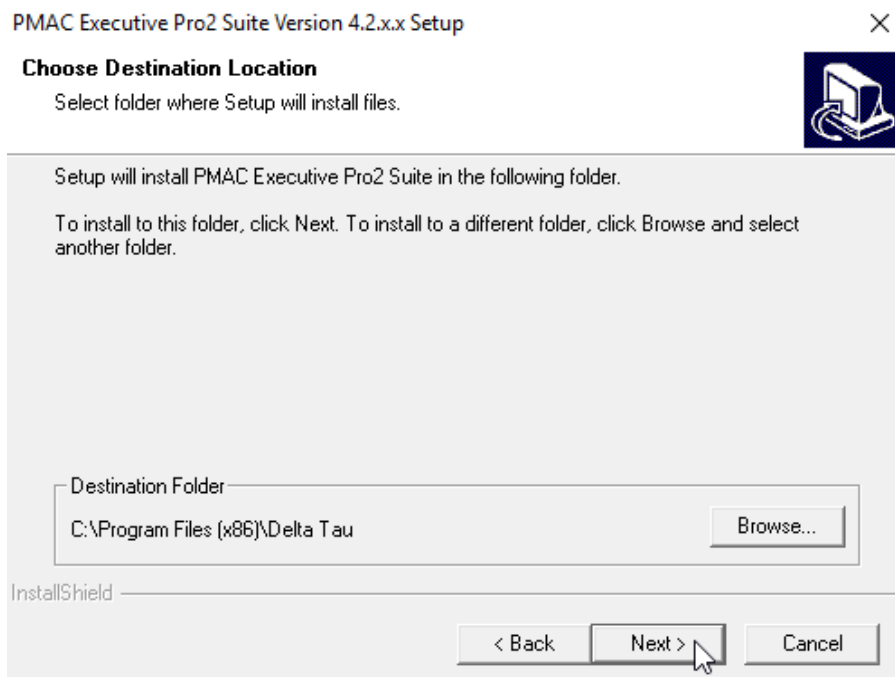 PMAC Executive Pro2 Suite Version 4.2.x.x Setup
Choose Destination Location
Select folder where Setup will install files.
Setup will install PMAC Executive Pro2 Suite in the following folder.
To install to this folder, click Next. To install to a different folder, click Browse and select
another folder.
Destination Folder
C:\Program Files (x86)\Delta Tau
Browse...
InstallShield
< Back
Next >
Cancel